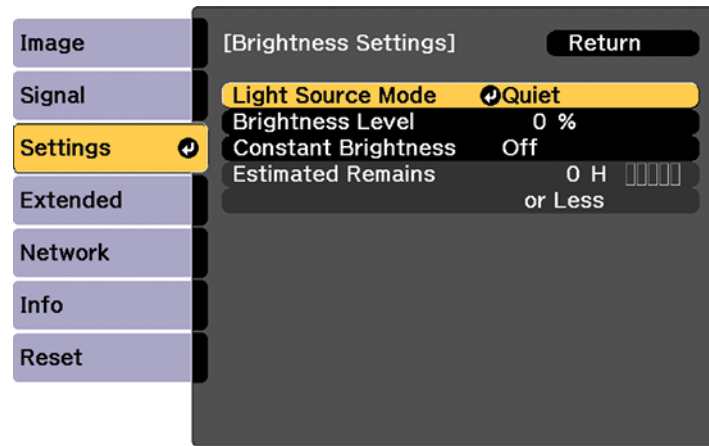 Image
Signal
Settings
Extended
Network
Info
Reset
[Brightness Settings] Return
Light Source Mode Quiet
Brightness Level 0 %
Constant Brightness Off
Estimated Remains 0 H
or Less